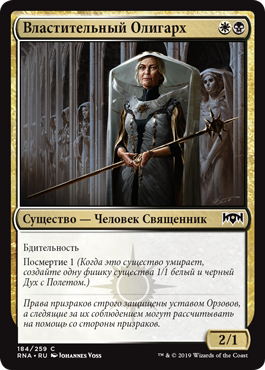 Властительный Олигарх
Существо — Человек Священник
Бдительность
Посмертие 1 (Когда это существо умирает,
создайте одну фишку существа 1/1 белый и черный
Дух с Полетом.)
Права призраков строго защищены уставом Орзовов,
а следящие за их соблюдением могут рассчитывать
на помощь со стороны призраков.
2/1
184/259 C
RNA • RU JOHANNES VOSS
™ & © 2019 Wizards of the Coast